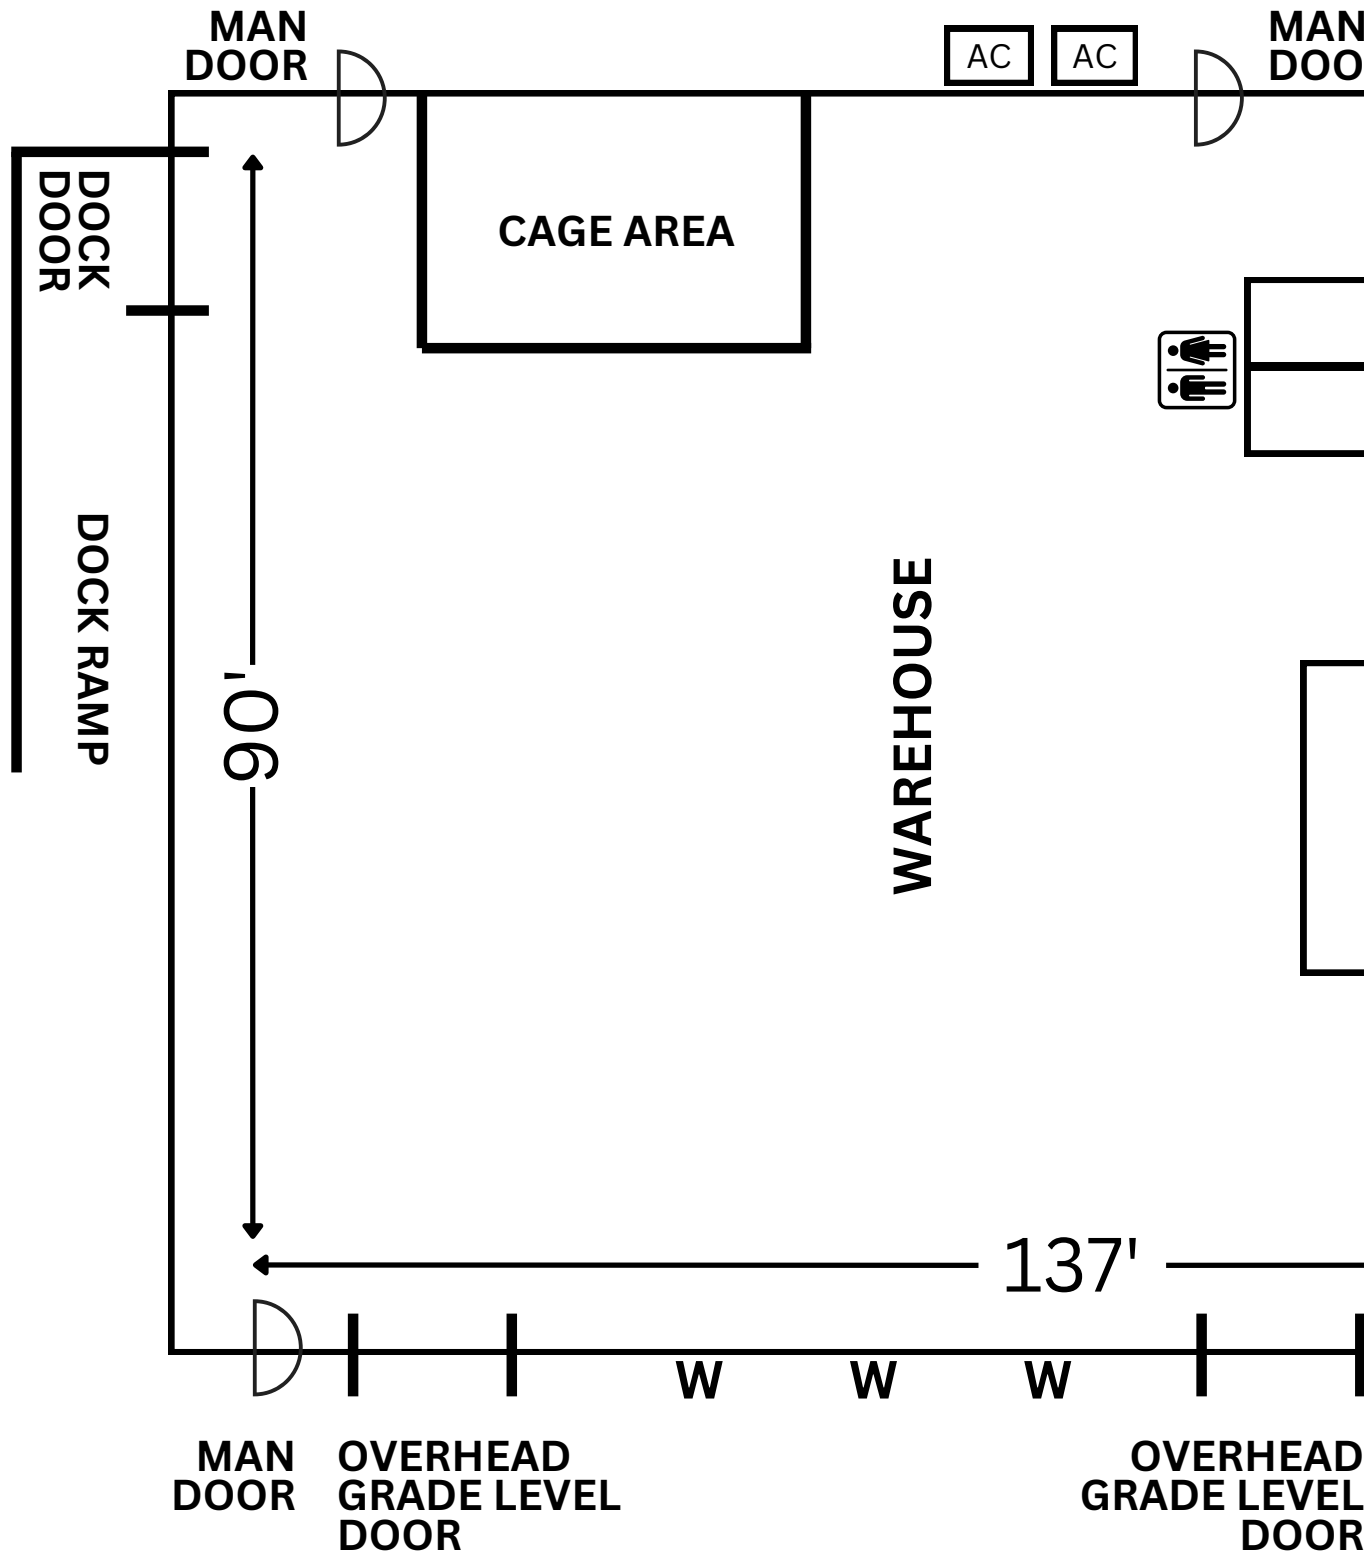 MAN
DOOR
AC
AC
MAN
DOO
DOCK
DOOR
CAGE AREA
DOCK RAMP
WAREHOUSE
90'
137'
W
W
W
MAN
DOOR
OVERHEAD
GRADE LEVEL
DOOR
OVERHEAD
GRADE LEVEL
DOOR